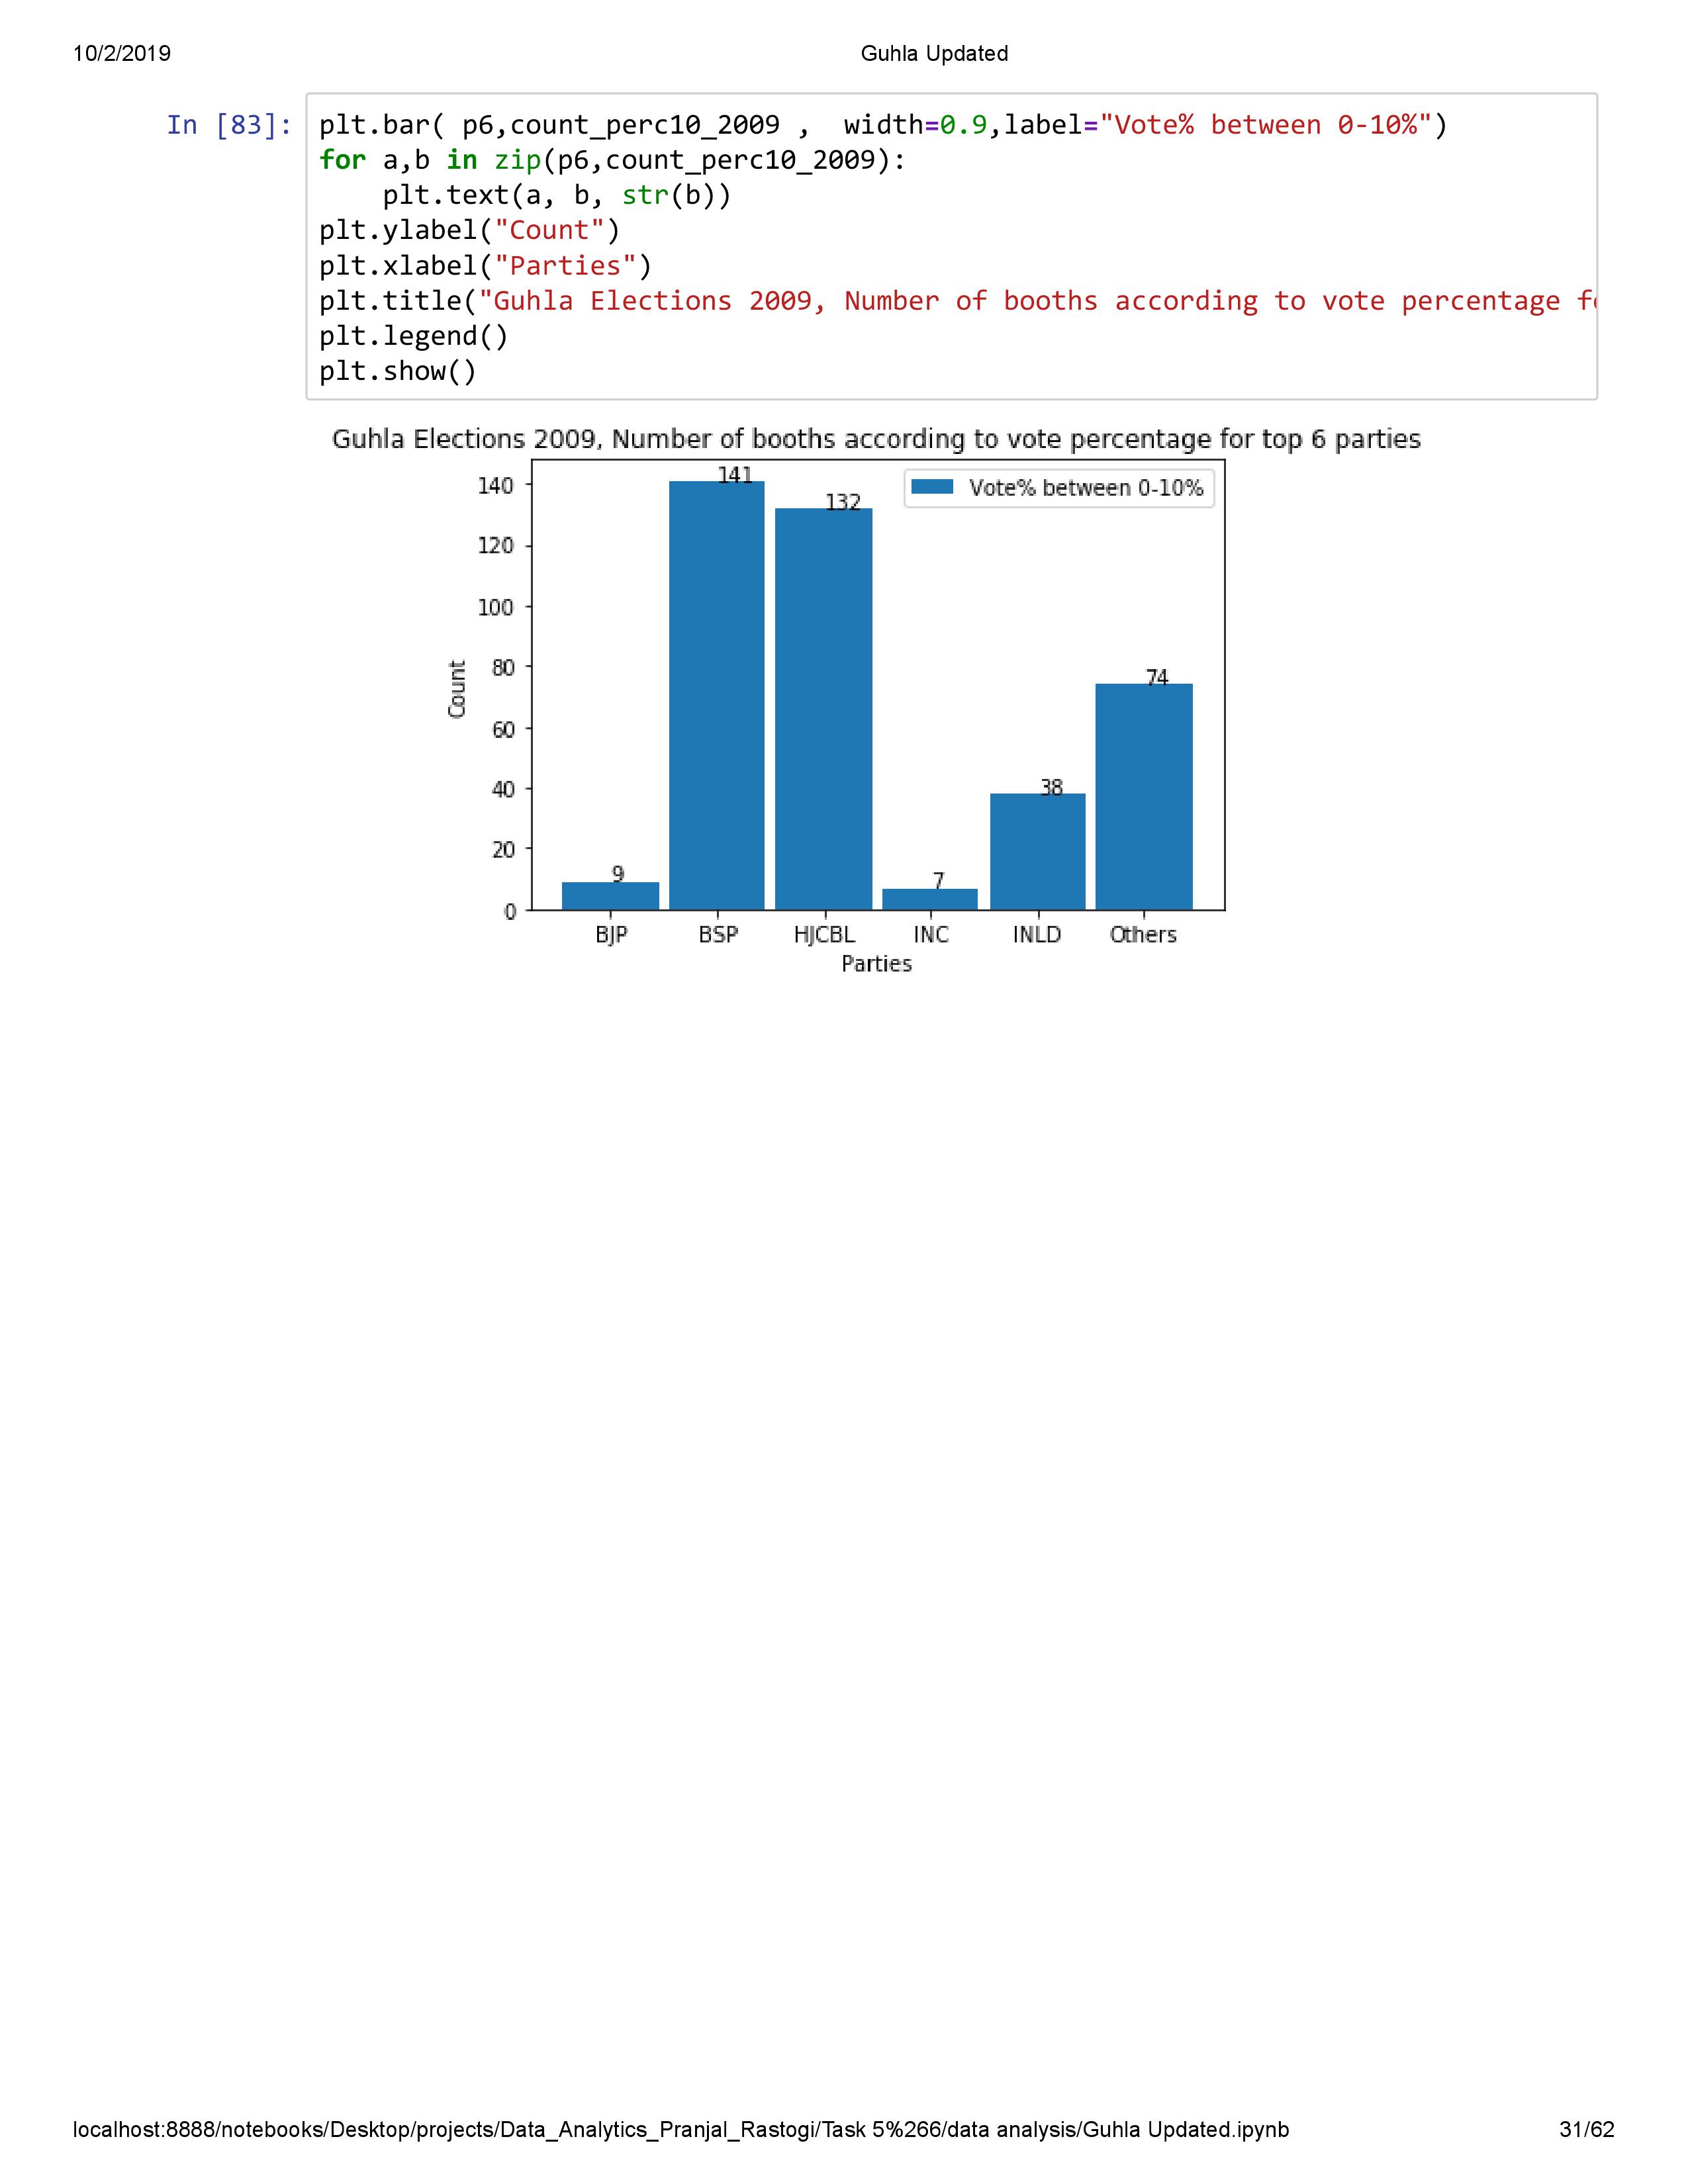 10/2/2019 Guhla Updated
In [83]: plt.bar( p6,count_perc10_2009 ,  width=0.9,label="Vote% between 0-10%")
for a,b in zip(p6,count_perc10_2009):
    plt.text(a, b, str(b))
plt.ylabel("Count")
plt.xlabel("Parties")
plt.title("Guhla Elections 2009, Number of booths according to vote percentage
plt.legend()
plt.show()
Guhla Elections 2009, Number of booths according to vote percentage for top 6 parties
Vote% between 0-10%
140
120
100
80
60
40
20
0
Count
9
141
132
7
38
74
BJP BSP HJCBL INC INLD Others
Parties
localhost:8888/notebooks/Desktop/projects/Data_Analytics_Pranjal_Rastogi/Task 5%266/data analysis/Guhla Updated.ipynb 31/62